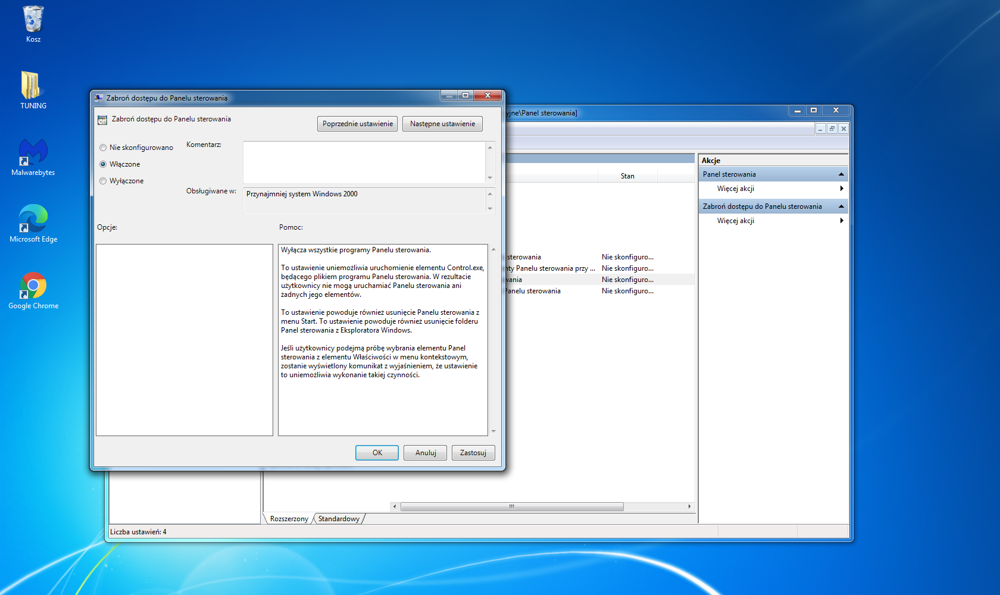 Kosz
TUNING
Malwarebytes
Microsoft Edge
Google Chrome
Zabroń dostępu do Panelu sterowania
Zabroń dostępu do Panelu sterowania
Poprzednie ustawienie
Następne ustawienie
Nie skonfigurowano
Włączone
Wyłączone
Komentarz:
Obsługiwane w:
Przynajmniej system Windows 2000
Opcje:
Pomoc:
Wyłącza wszystkie programy Panelu sterowania.
To ustawienie uniemożliwia uruchomienie elementu Control.exe,
będącego plikiem programu Panelu sterowania. W rezultacie
użytkownicy nie mogą uruchamiać Panelu sterowania ani
żadnych jego elementów.
To ustawienie powoduje również usunięcie Panelu sterowania z
menu Start. To ustawienie powoduje również usunięcie folderu
Panel sterowania z Eksploratora Windows.
Jeśli użytkownicy podejmą próbę wybrania elementu Panel
sterowania z elementu Właściwości w menu kontekstowym,
zostanie wyświetlony komunikat z wyjaśnieniem, że ustawienie
to uniemożliwia wykonanie takiej czynności.
OK
Anuluj
Zastosuj
yjne\Panel sterowania]
Stan
sterowania Nie skonfiguro...
nty Panelu sterowania przy ... Nie skonfiguro...
wania Nie skonfiguro...
Panelu sterowania Nie skonfiguro...
Akcje
Panel sterowania
Więcej akcji
Zabroń dostępu do Panelu sterowania
Więcej akcji
Rozszerzony
Standardowy
Liczba ustawień: 4